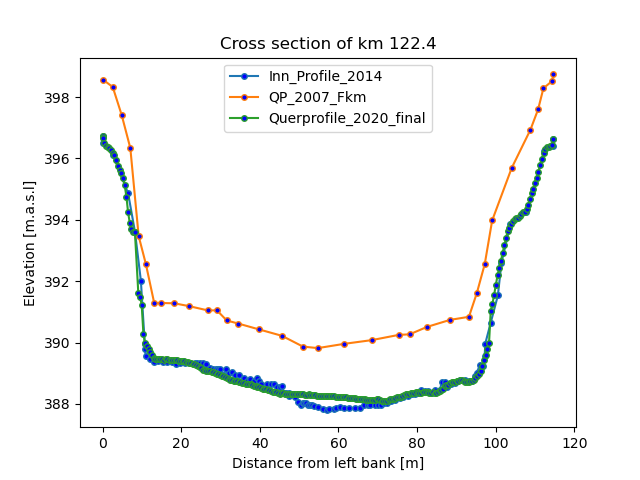 Cross section of km 122.4
Inn_Profile_2014
QP_2007_Fkm
Querprofile_2020_final
398
396
394
392
390
388
Elevation [m.a.s.l]
0 20 40 60 80 100 120
Distance from left bank [m]